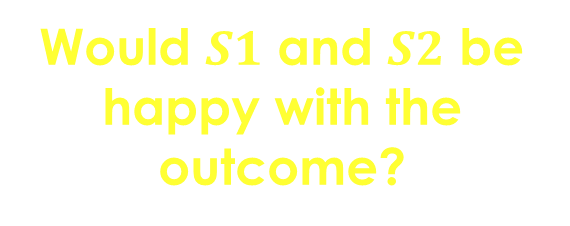 Would S1 and S2 be
happy with the
outcome?